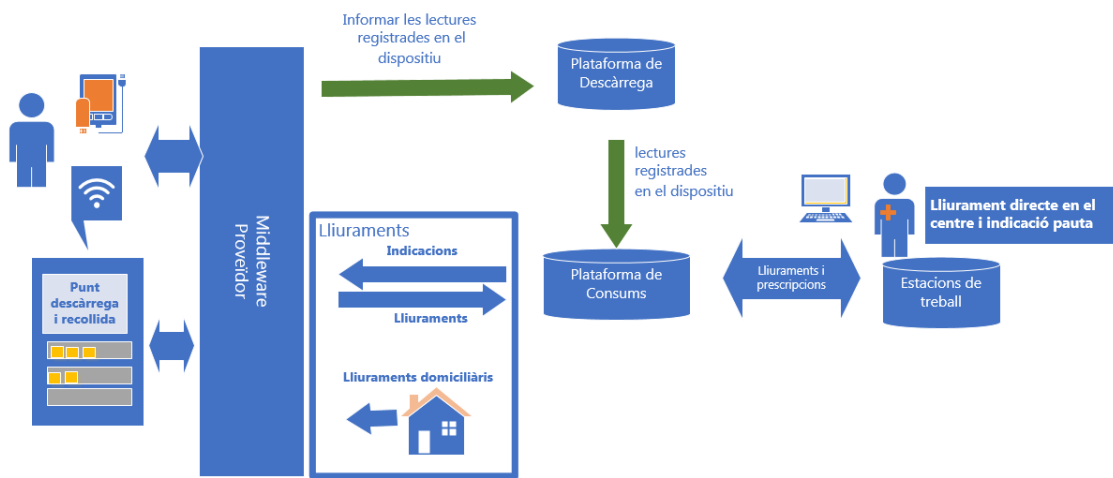 Informar les lectures
registrades en el
dispositiu
Plataforma de
Descàrrega
lectures
registrades
en el dispositiu
Middleware
Proveïdor
Lliuraments
Indicacions
Lliuraments
Lliuraments domiciliàris
Plataforma de
Consums
Lliuraments i
prescripcions
Lliurament directe en el
centre i indicació pauta
Estacions de
treball
Punt
descàrrega
i recollida